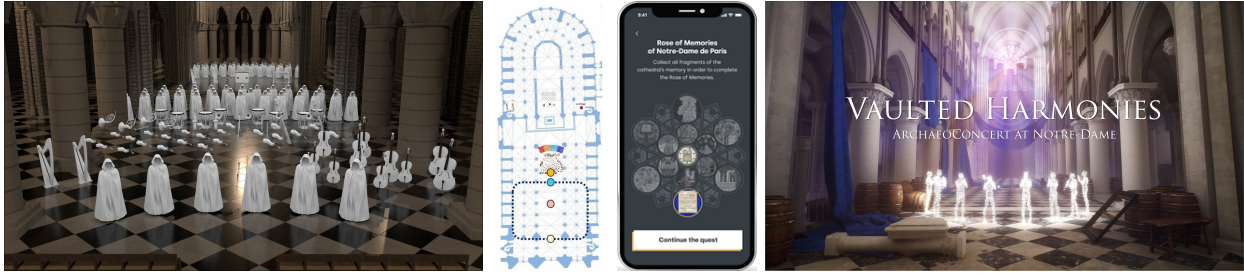 9:41
Rose of Memories
of Notre-Dame de Paris
Collect all fragments of the
cathedral's memory in order to complete
the Rose of Memories.
Continue the quest
VAULTED HARMONIES
ARCHAEOCONCERT AT NOTRE-DAME